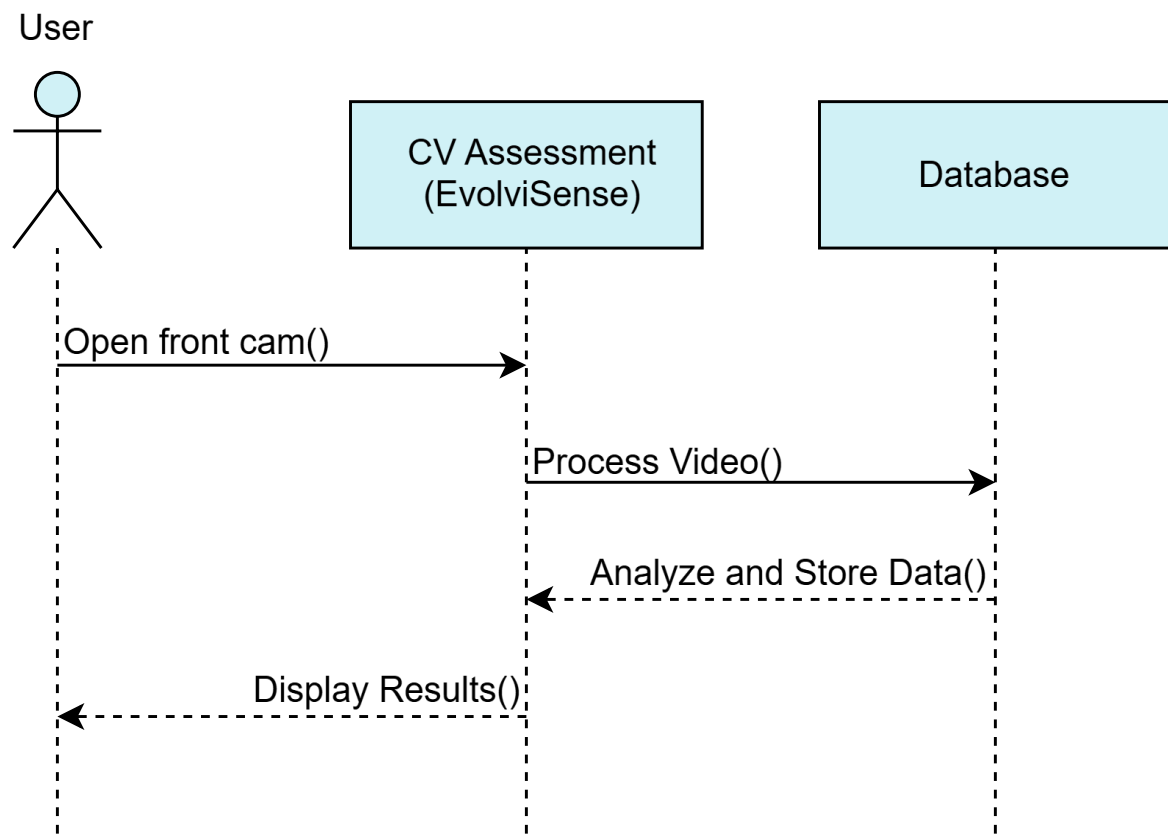 User
CV Assessment
(EvolviSense)
Database
Open front cam()
Process Video()
Analyze and Store Data()
Display Results()